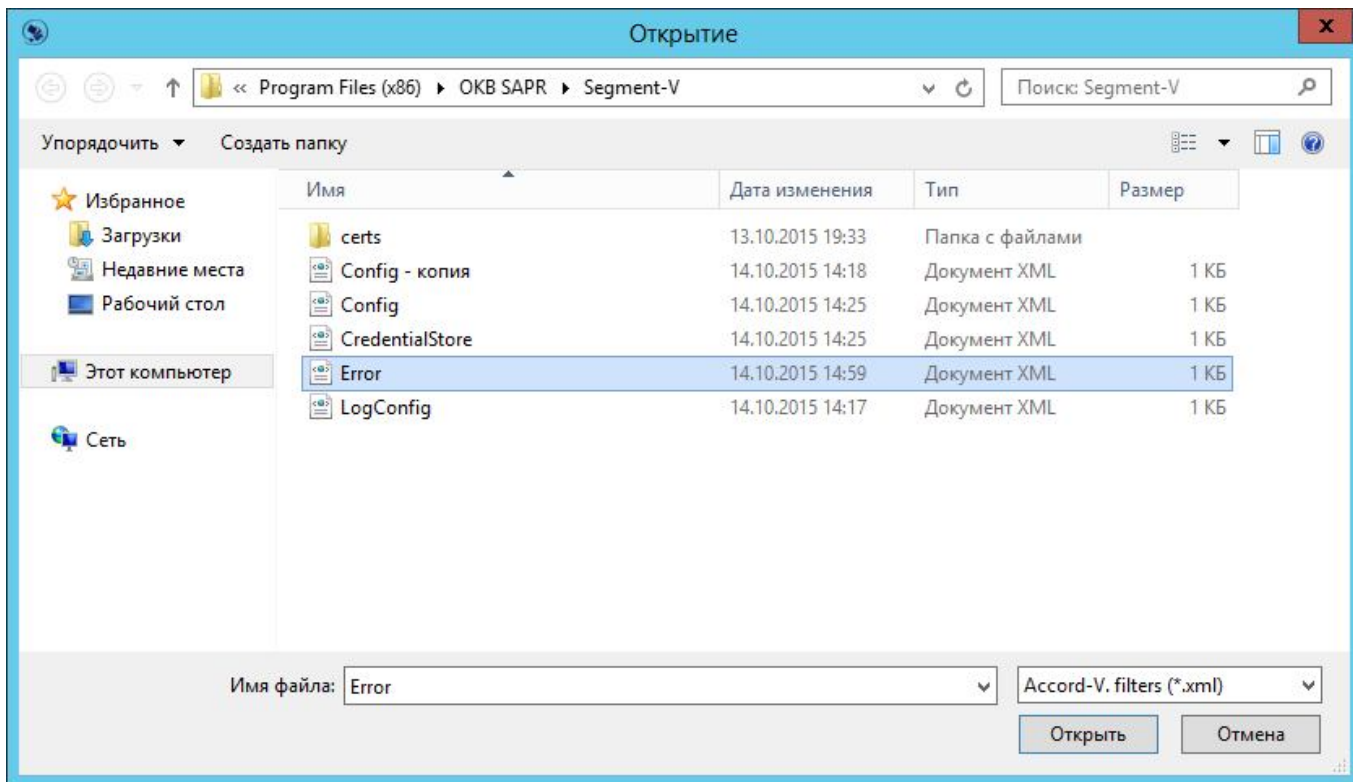 Открытие
x
« Program Files (x86) ▸ OKB SAPR ▸ Segment-V
Поиск: Segment-V
Упорядочить ▼ Создать папку
Имя Дата изменения Тип Размер
Избранное
Загрузки
Недавние места
Рабочий стол
Этот компьютер
Сеть
certs 13.10.2015 19:33 Папка с файлами
Config - копия 14.10.2015 14:18 Документ XML 1 КБ
Config 14.10.2015 14:25 Документ XML 1 КБ
CredentialStore 14.10.2015 14:25 Документ XML 1 КБ
Error 14.10.2015 14:59 Документ XML 1 КБ
LogConfig 14.10.2015 14:17 Документ XML 1 КБ
Имя файла: Error Accord-V. filters (*.xml)
Открыть Отмена